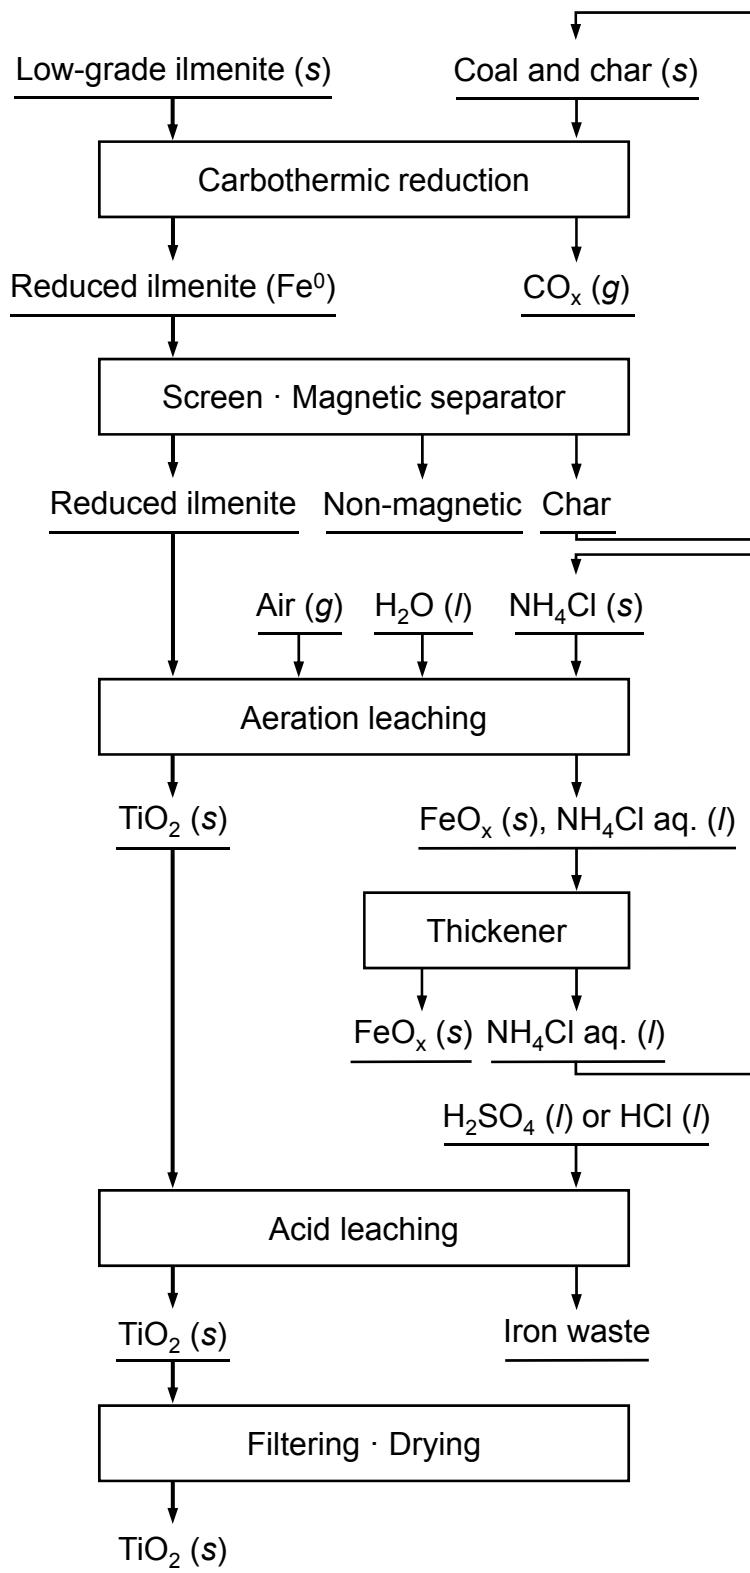 Low-grade ilmenite (s)
Coal and char (s)
Carbothermic reduction
Reduced ilmenite (Fe⁰)
COₓ (g)
Screen · Magnetic separator
Reduced ilmenite
Non-magnetic
Char
Air (g)
H₂O (l)
NH₄Cl (s)
Aeration leaching
TiO₂ (s)
FeOₓ (s), NH₄Cl aq. (l)
Thickener
FeOₓ (s)
NH₄Cl aq. (l)
H₂SO₄ (l) or HCl (l)
Acid leaching
TiO₂ (s)
Iron waste
Filtering · Drying
TiO₂ (s)